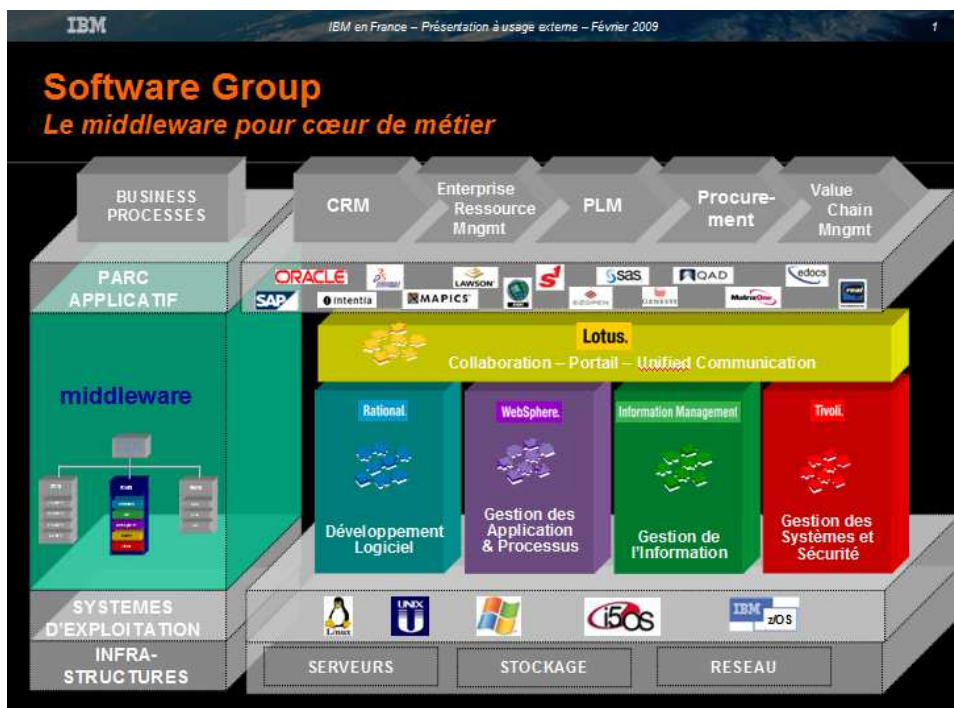 IBM
IBM en France – Présentation à usage externe – Février 2009
1
Software Group
Le middleware pour cœur de métier
BUSINESS
PROCESSES
CRM
Enterprise
Ressource
Mngmt
PLM
Procure-
ment
Value
Chain
Mngmt
PARC
APPLICATIF
ORACLE
LAWSON
Ssas
QAD
edocs
SAP
intentia
MAPICS
MatrixOne
Lotus.
Collaboration – Portail – Unified Communication
middleware
Rational.
WebSphere.
Information Management
Tivoli.
Développement
Logiciel
Gestion des
Application
& Processus
Gestion de
l'Information
Gestion des
Systèmes et
Sécurité
SYSTEMES
D'EXPLOITATION
Linux
UNIX
U
i5OS
IBM
z/OS
INFRA-
STRUCTURES
SERVEURS
STOCKAGE
RESEAU